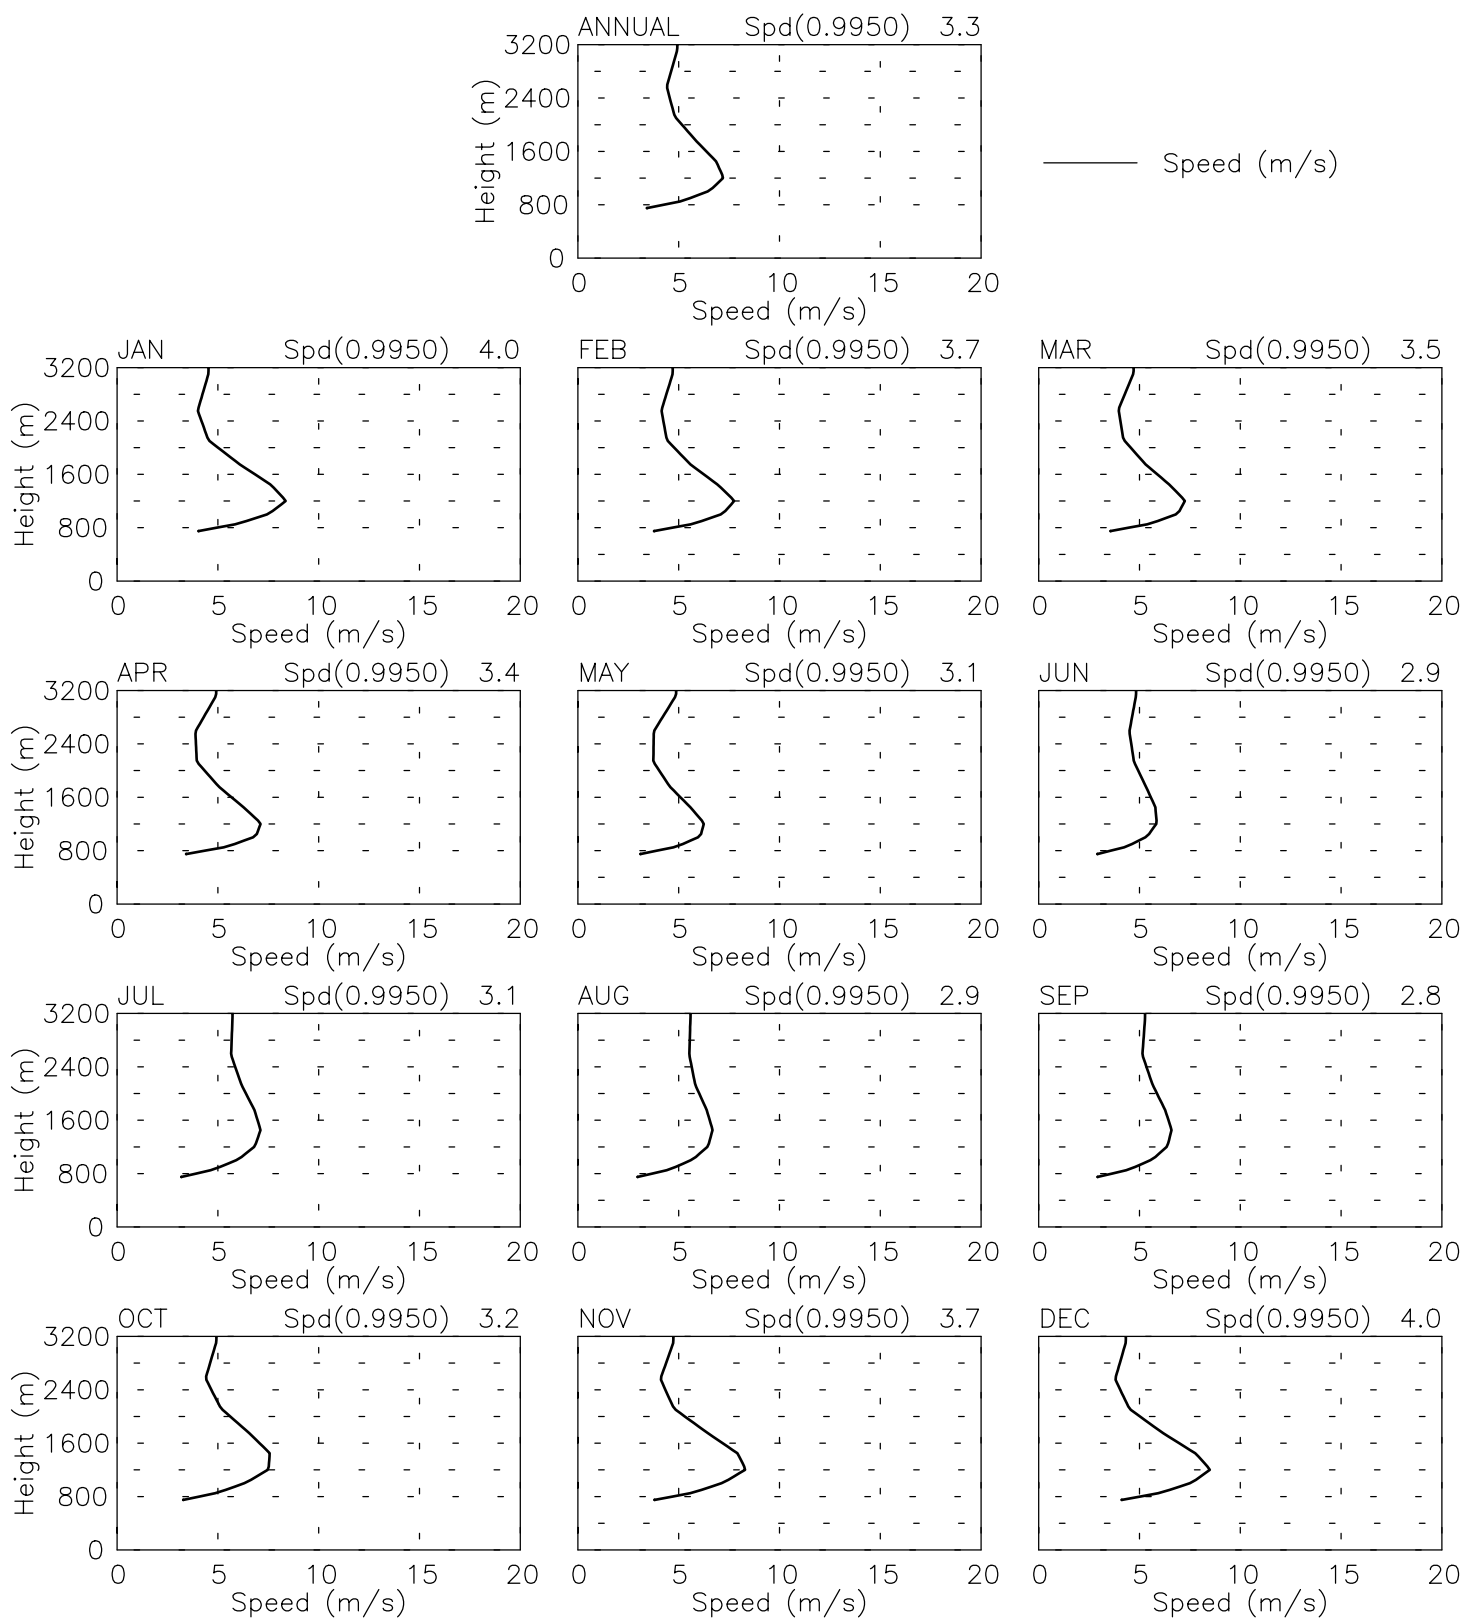 ANNUAL Spd(0.9950) 3.3
3200
2400
1600
800
0
Height (m)
0 5 10 15 20
Speed (m/s)
Speed (m/s)
JAN Spd(0.9950) 4.0
FEB Spd(0.9950) 3.7
MAR Spd(0.9950) 3.5
3200
2400
1600
800
0
Height (m)
0 5 10 15 20
0 5 10 15 20
0 5 10 15 20
Speed (m/s)
Speed (m/s)
Speed (m/s)
APR Spd(0.9950) 3.4
MAY Spd(0.9950) 3.1
JUN Spd(0.9950) 2.9
3200
2400
1600
800
0
Height (m)
0 5 10 15 20
0 5 10 15 20
0 5 10 15 20
Speed (m/s)
Speed (m/s)
Speed (m/s)
JUL Spd(0.9950) 3.1
AUG Spd(0.9950) 2.9
SEP Spd(0.9950) 2.8
3200
2400
1600
800
0
Height (m)
0 5 10 15 20
0 5 10 15 20
0 5 10 15 20
Speed (m/s)
Speed (m/s)
Speed (m/s)
OCT Spd(0.9950) 3.2
NOV Spd(0.9950) 3.7
DEC Spd(0.9950) 4.0
3200
2400
1600
800
0
Height (m)
0 5 10 15 20
0 5 10 15 20
0 5 10 15 20
Speed (m/s)
Speed (m/s)
Speed (m/s)